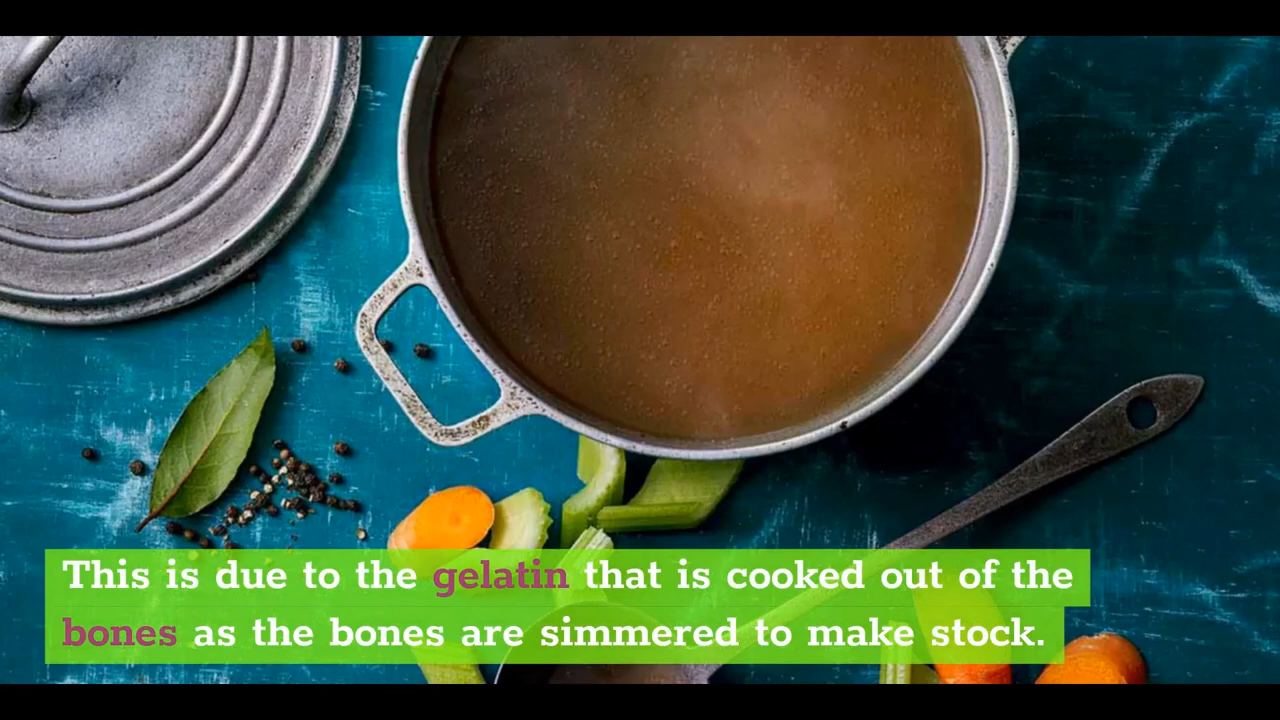 This is due to the gelatin that is cooked out of the
bones as the bones are simmered to make stock.